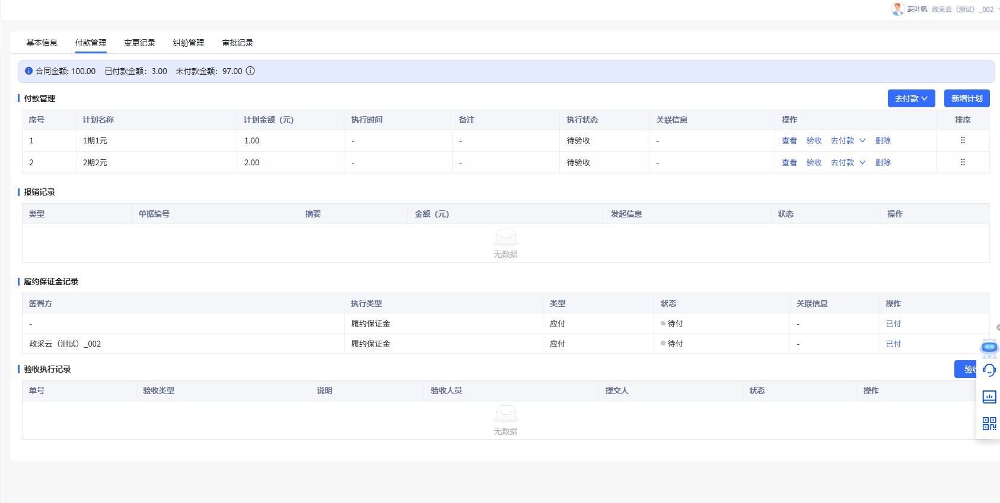 姜叶帆 政采云（测试）_002
基本信息 付款管理 变更记录 纠纷管理 审批记录
合同金额: 100.00 已付款金额：3.00 未付款金额：97.00
付款管理 去付款 新增计划
序号 计划名称 计划金额（元） 执行时间 备注 执行状态 关联信息 操作 排序
1 1期1元 1.00 - - 待验收 - 查看 验收 去付款 删除
2 2期2元 2.00 - - 待验收 - 查看 验收 去付款 删除
报销记录
类型 单据编号 摘要 金额（元） 发起信息 状态 操作
无数据
履约保证金记录
签署方 执行类型 类型 状态 关联信息 操作
- 履约保证金 应付 待付 - 已付
政采云（测试）_002 履约保证金 应付 待付 - 已付
验收执行记录 验收
单号 验收类型 说明 验收人员 提交人 状态 操作
无数据